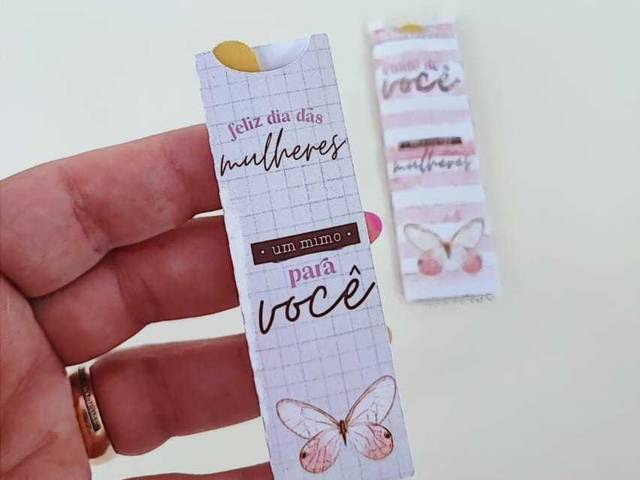 feliz dia das
mulheres
um mimo
para
você
você
mulheres